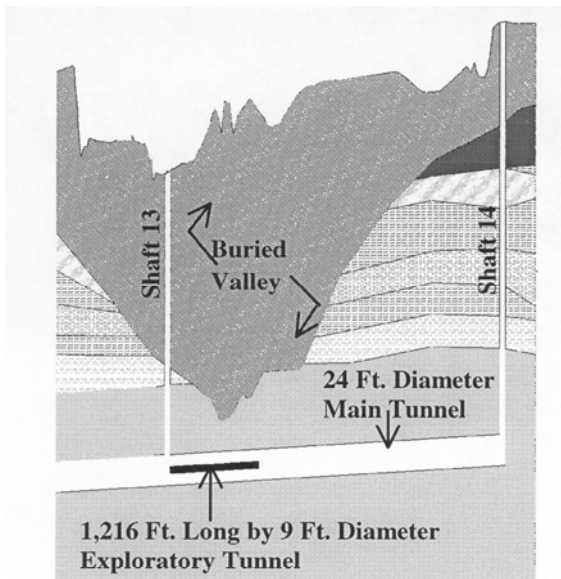 Shaft 13
Buried
Valley
Shaft 14
24 Ft. Diameter
Main Tunnel
1,216 Ft. Long by 9 Ft. Diameter
Exploratory Tunnel